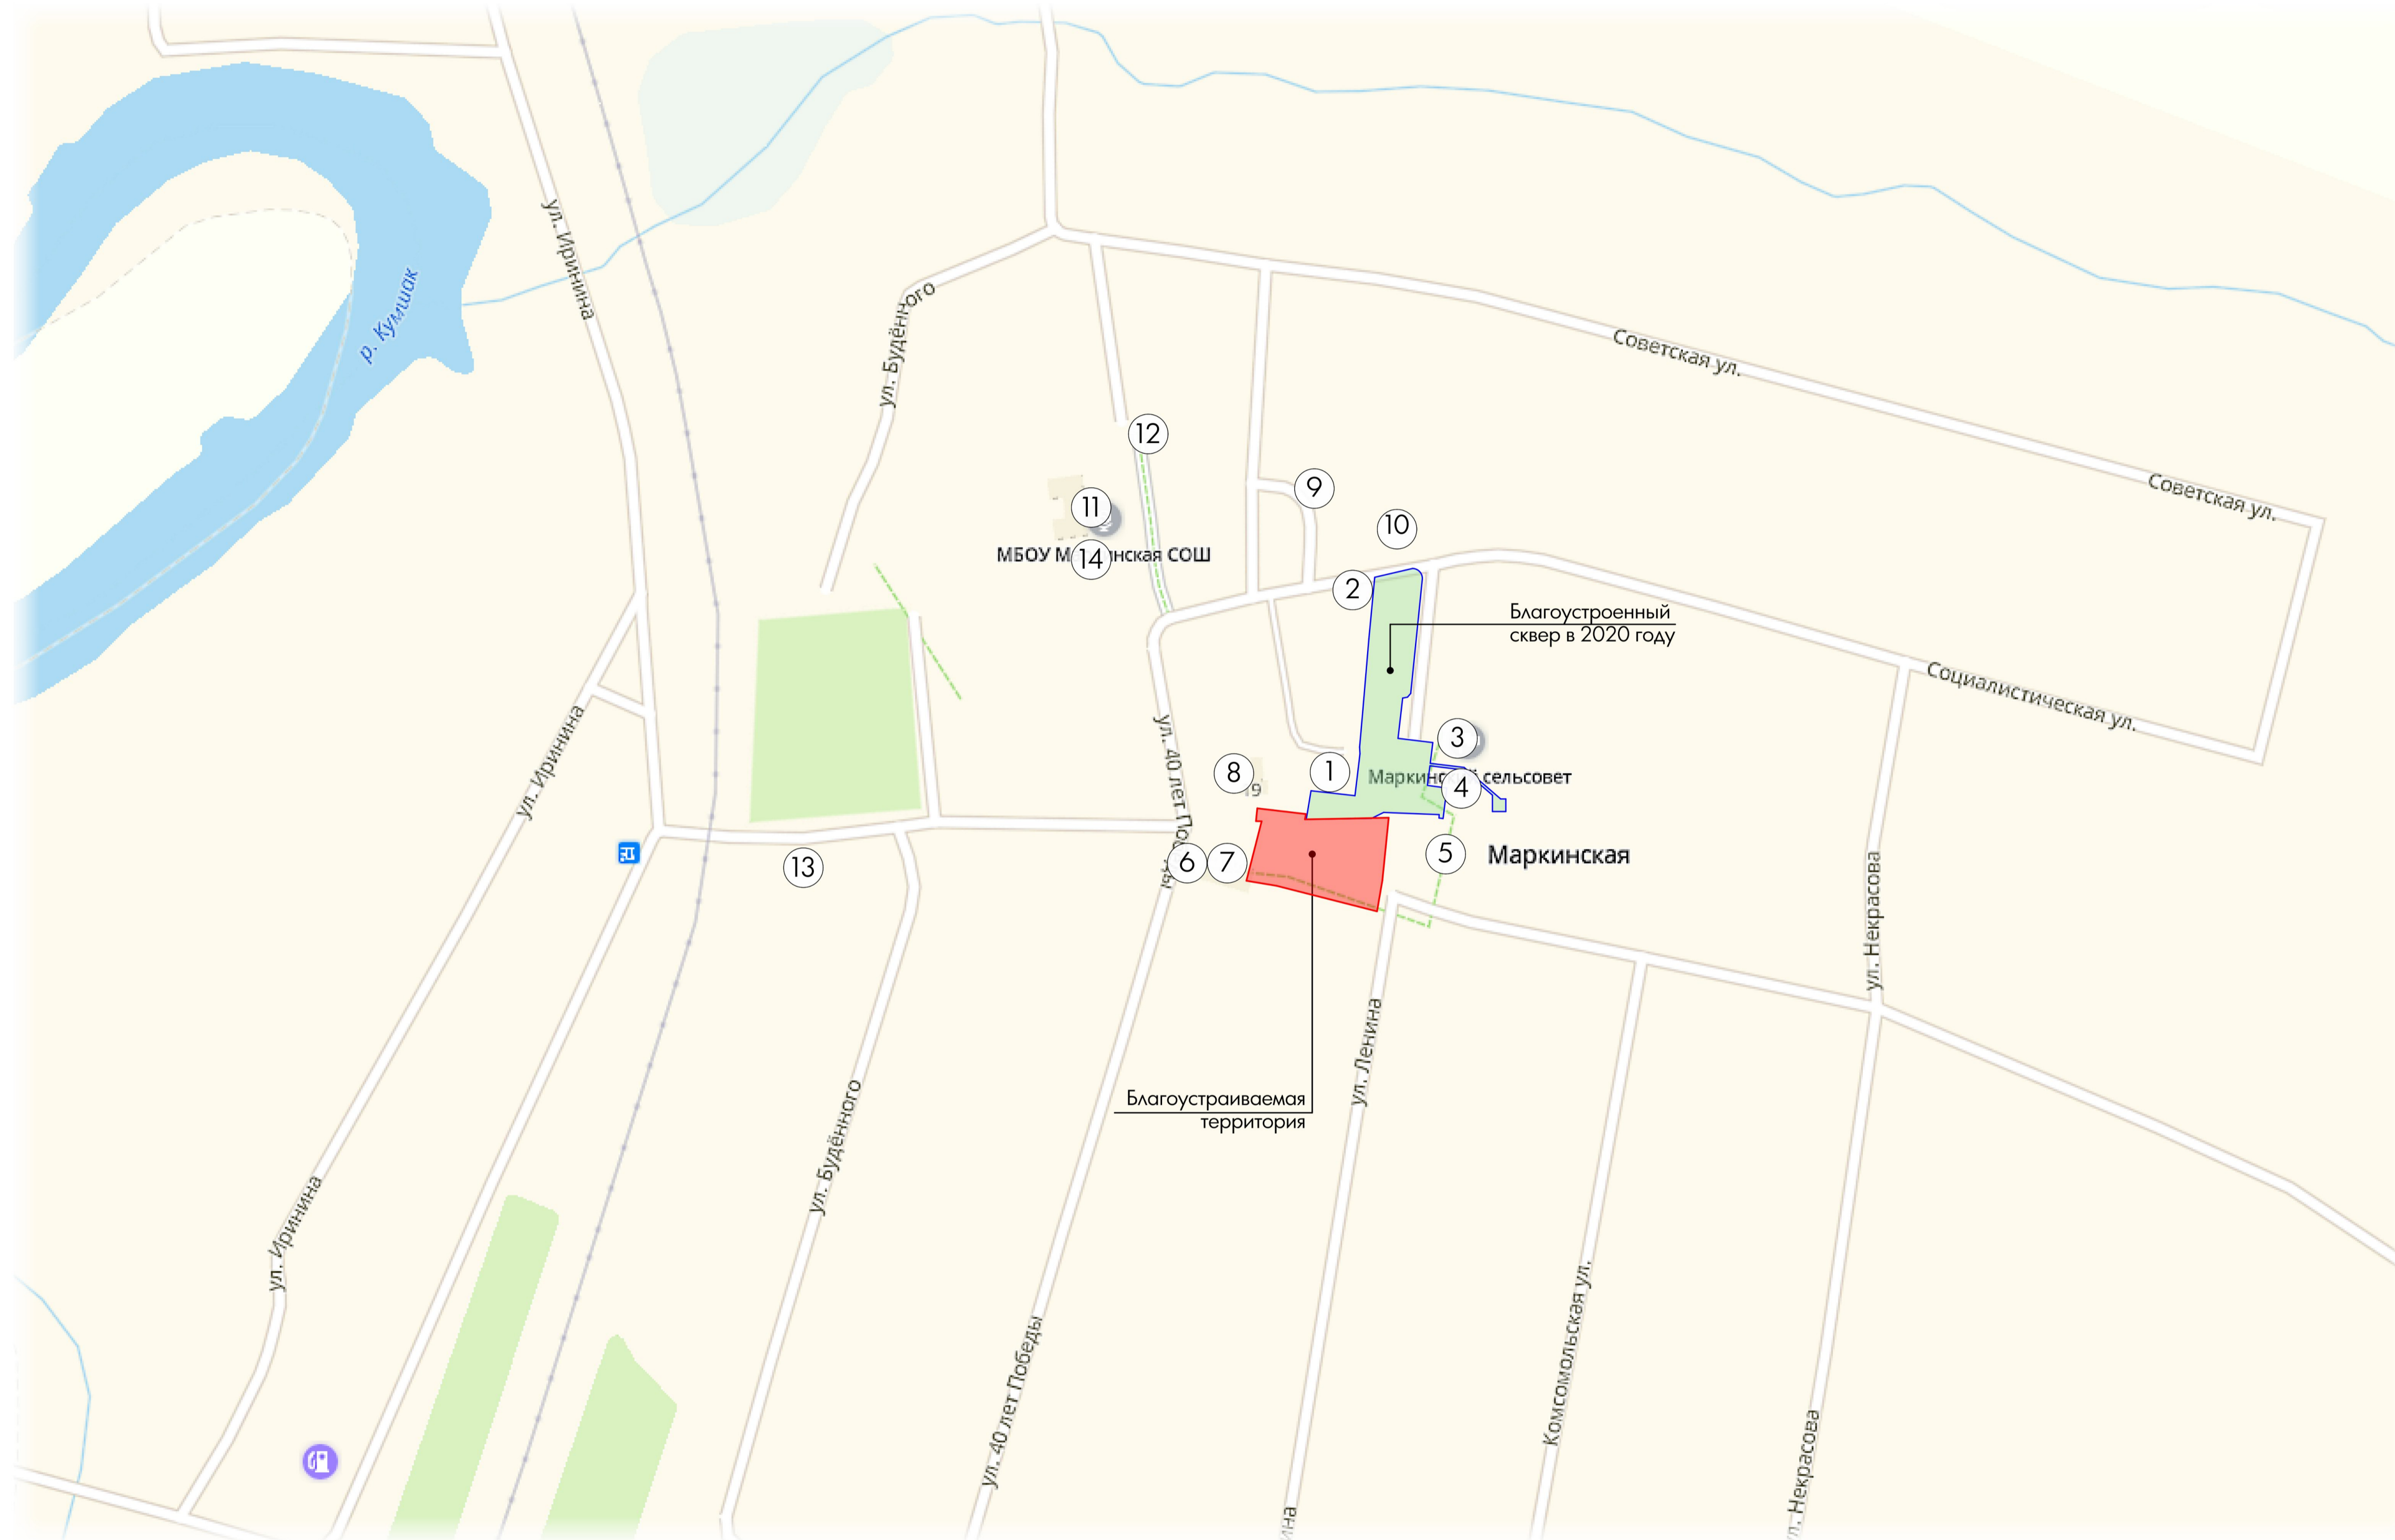 ул. Иринина
р. Кумшак
ул. Будённого
Советская ул.
12
9
Советская ул.
11
10
МБОУ М
нская СОШ
14
2
Благоустроенный
сквер в 2020 году
Социалистическая ул.
ул. Иринина
ул. 40 лет По
3
8
1
Маркинс
сельсовет
9
4
13
6
7
5
Маркинская
ул. Некрасова
ул. Ленина
Благоустраиваемая
территория
ул. Будённого
ул. Иринина
ул. 40 лет Победы
Комсомольская ул.
ул. Некрасова
ина